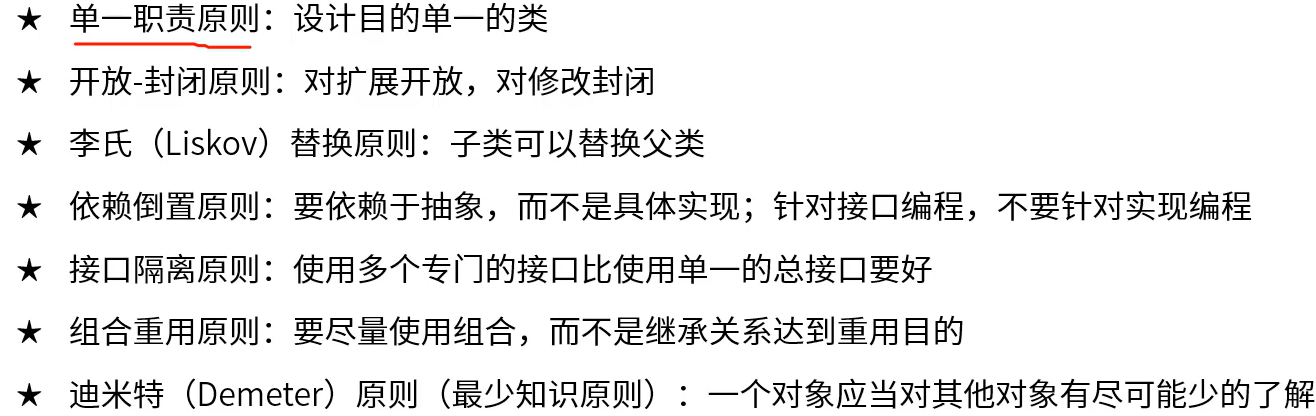 ★ 单一职责原则：设计目的单一的类
★ 开放-封闭原则：对扩展开放，对修改封闭
★ 李氏（Liskov）替换原则：子类可以替换父类
★ 依赖倒置原则：要依赖于抽象，而不是具体实现；针对接口编程，不要针对实现编程
★ 接口隔离原则：使用多个专门的接口比使用单一的总接口要好
★ 组合重用原则：要尽量使用组合，而不是继承关系达到重用目的
★ 迪米特（Demeter）原则（最少知识原则）：一个对象应当对其他对象有尽可能少的了解